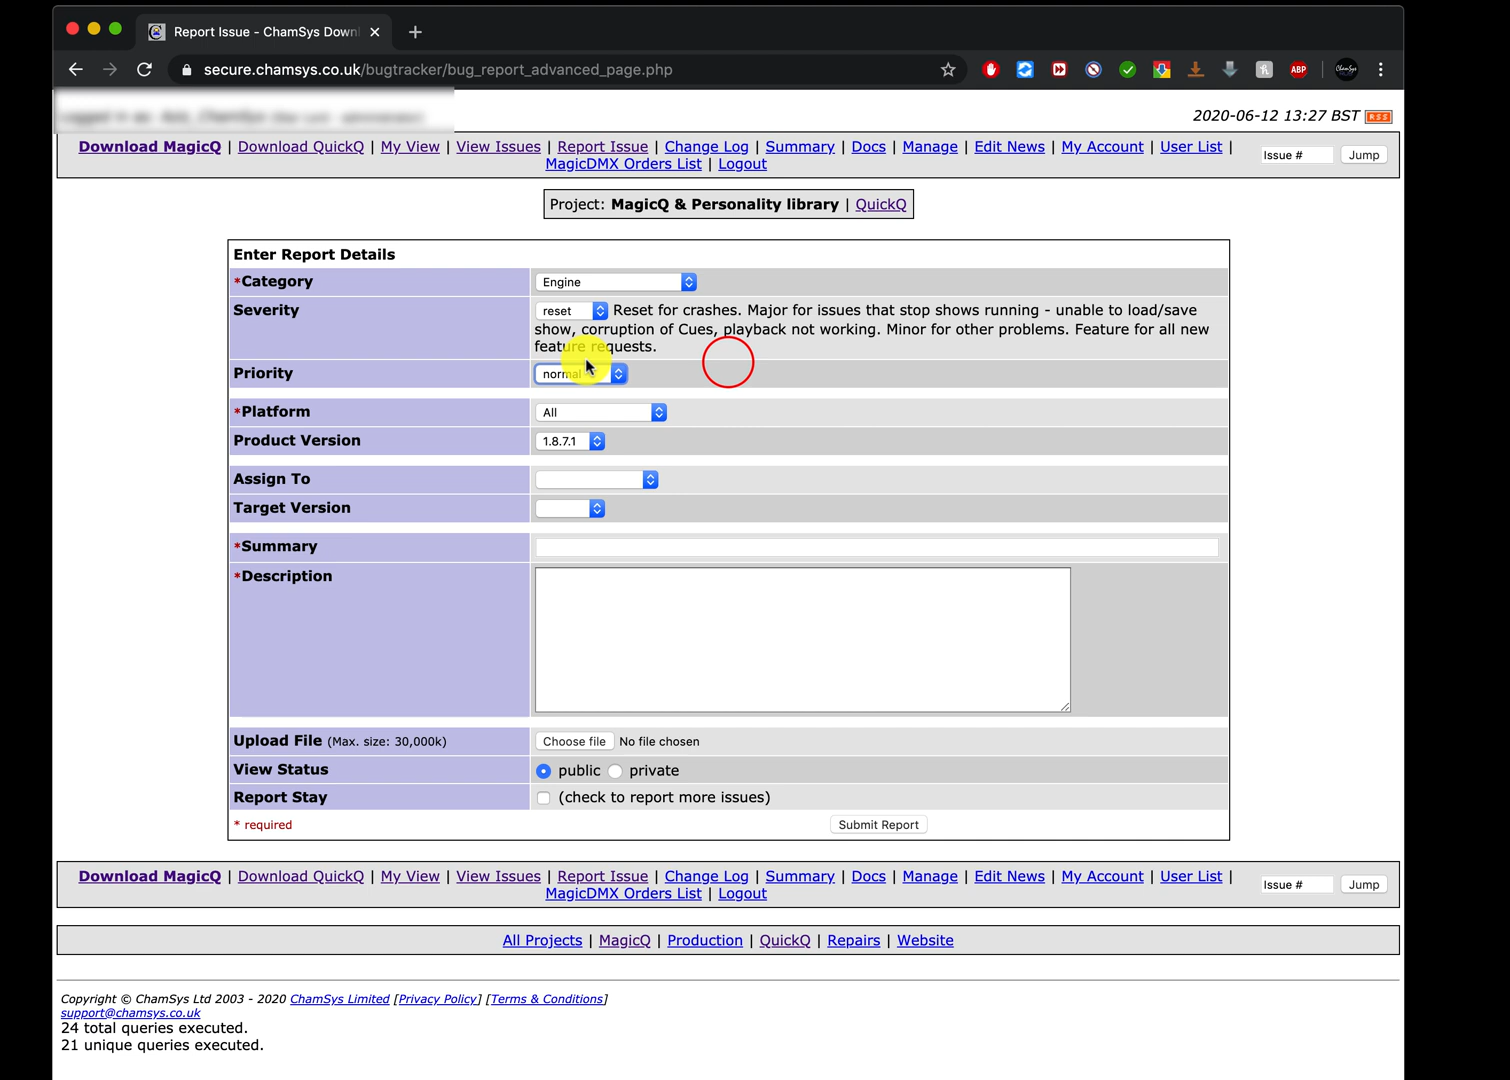 Report Issue - ChamSys Down
secure.chamsys.co.uk/bugtracker/bug_report_advanced_page.php
ABP
ChamSys
2020-06-12 13:27 BST RSS
Download MagicQ | Download QuickQ | My View | View Issues | Report Issue | Change Log | Summary | Docs | Manage | Edit News | My Account | User List |
MagicDMX Orders List | Logout
Issue # Jump
Project: MagicQ & Personality library | QuickQ
Enter Report Details
*Category Engine
Severity reset Reset for crashes. Major for issues that stop shows running - unable to load/save
show, corruption of Cues, playback not working. Minor for other problems. Feature for all new
feature requests.
Priority normal
*Platform All
Product Version 1.8.7.1
Assign To
Target Version
*Summary
*Description
Upload File (Max. size: 30,000k) Choose file No file chosen
View Status public private
Report Stay (check to report more issues)
* required Submit Report
Download MagicQ | Download QuickQ | My View | View Issues | Report Issue | Change Log | Summary | Docs | Manage | Edit News | My Account | User List |
MagicDMX Orders List | Logout
Issue # Jump
All Projects | MagicQ | Production | QuickQ | Repairs | Website
Copyright © ChamSys Ltd 2003 - 2020 ChamSys Limited [Privacy Policy] [Terms & Conditions]
support@chamsys.co.uk
24 total queries executed.
21 unique queries executed.